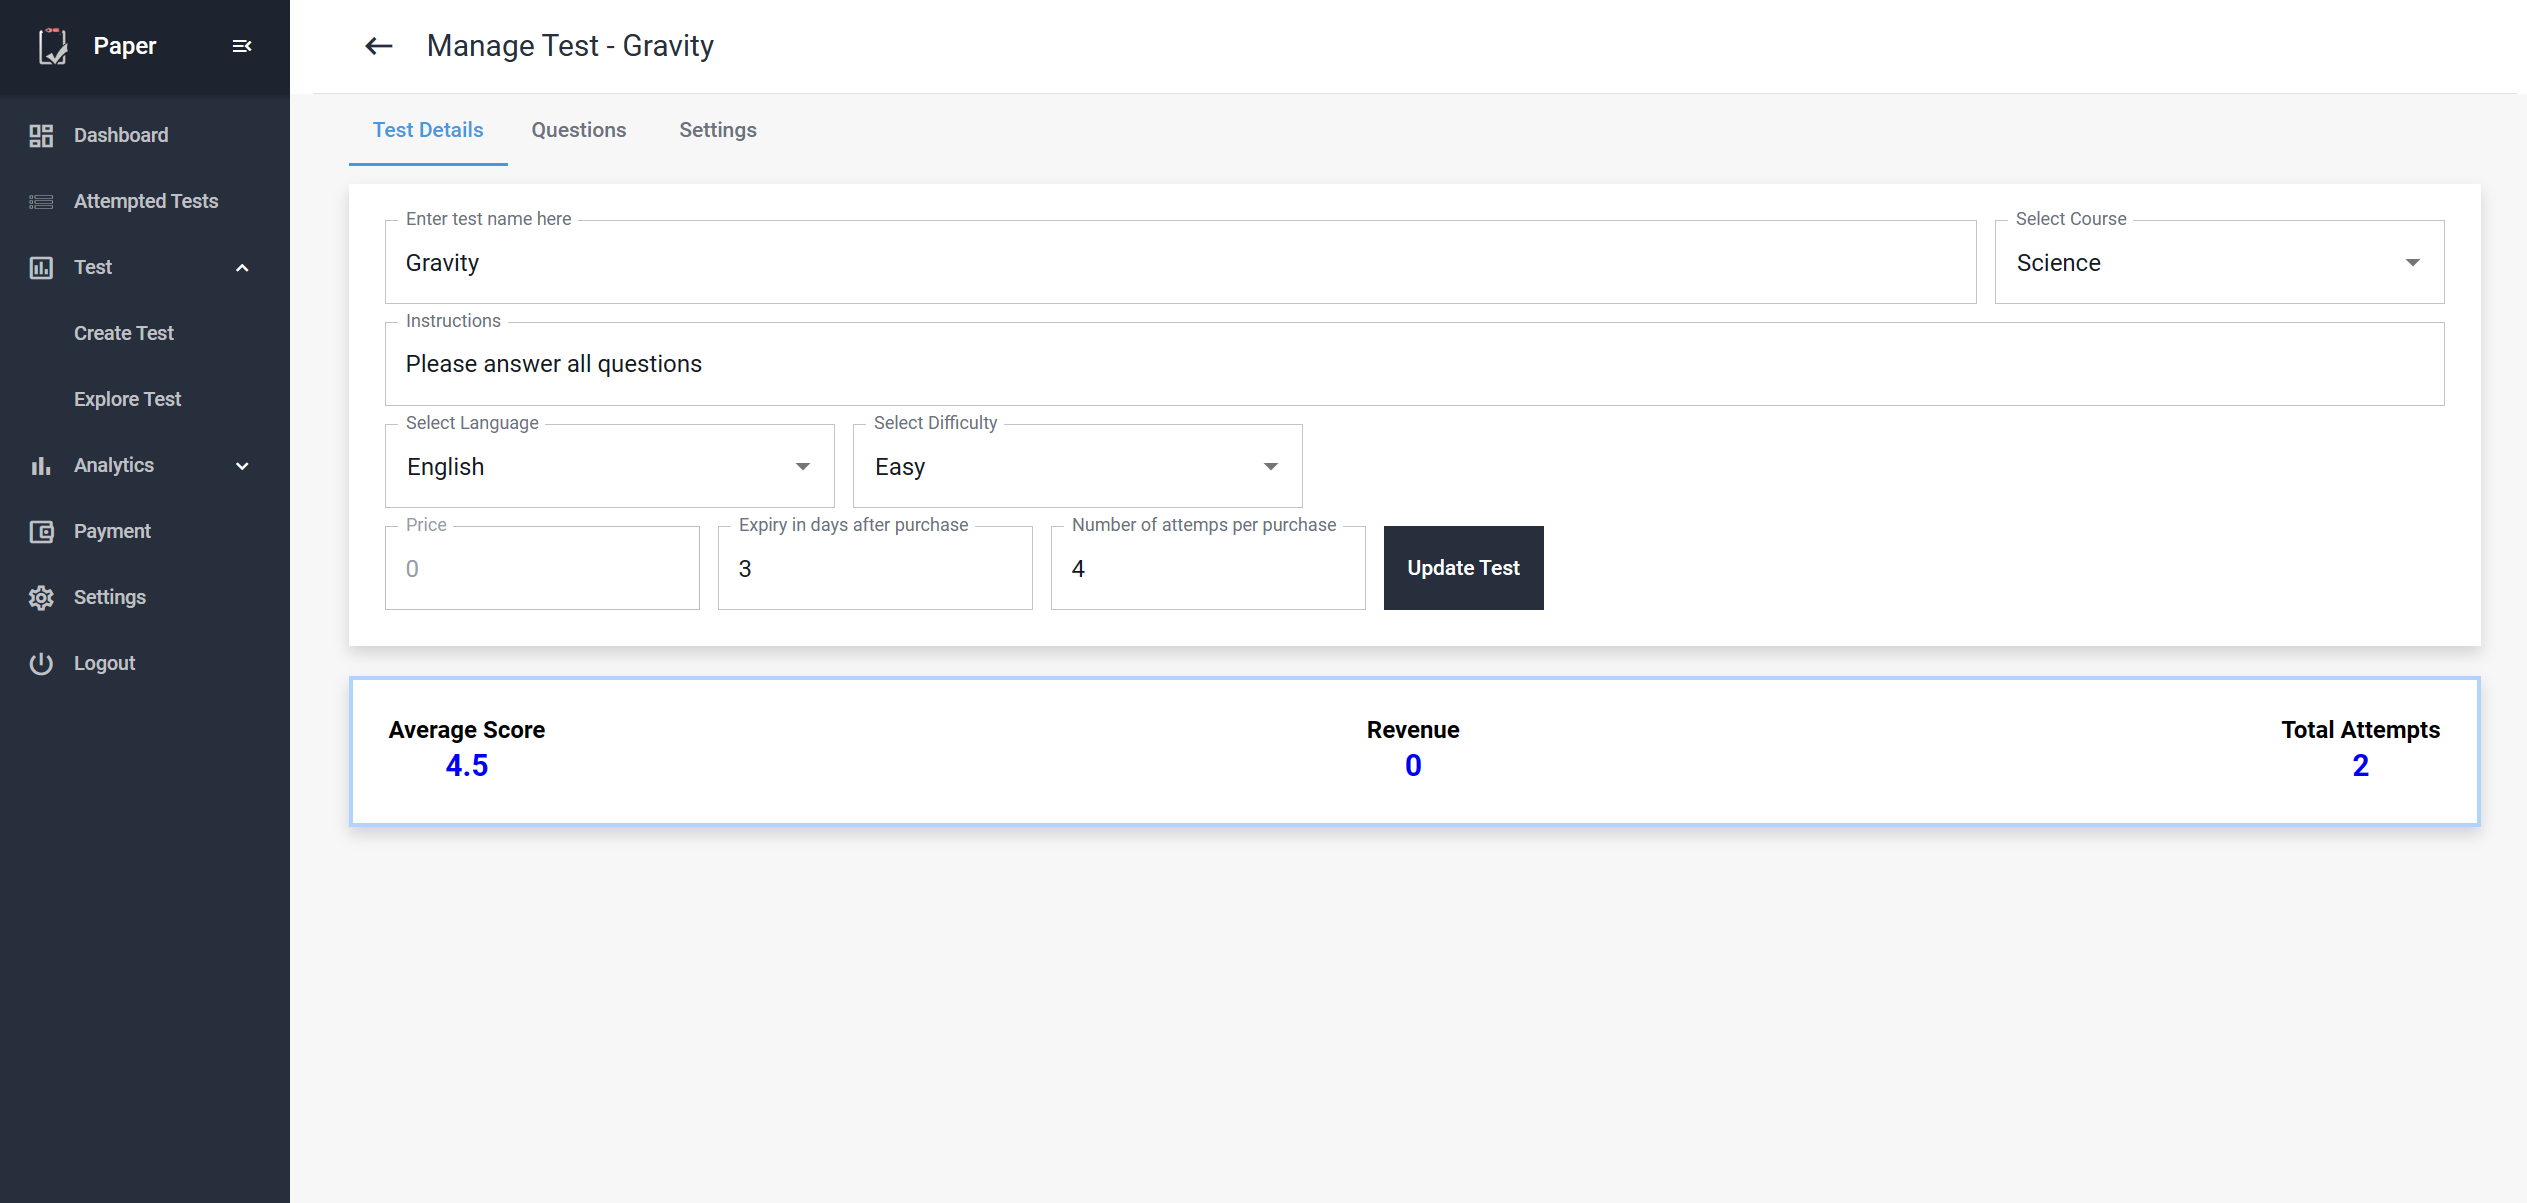 Paper
Manage Test - Gravity
Dashboard
Attempted Tests
Test
Create Test
Explore Test
Analytics
Payment
Settings
Logout
Test Details Questions Settings
Enter test name here Select Course
Gravity Science
Instructions
Please answer all questions
Select Language Select Difficulty
English Easy
Price Expiry in days after purchase Number of attemps per purchase
0 3 4 Update Test
Average Score Revenue Total Attempts
4.5 0 2